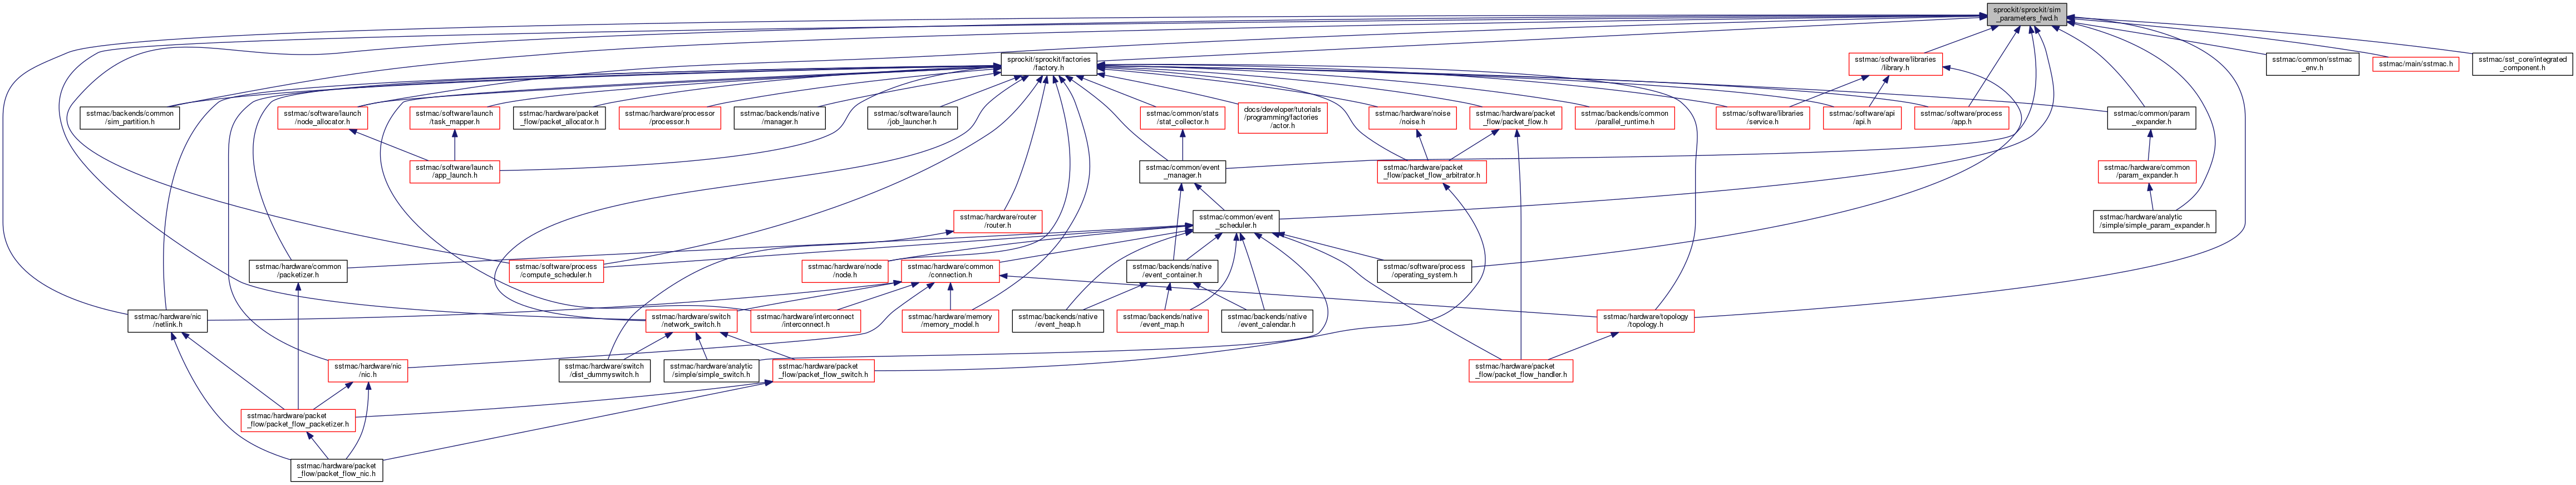 sprockit/sprockit/sim
_parameters_fwd.h
sprockit/sprockit/factories
/factory.h
sstmac/software/libraries
/library.h
sstmac/common/sstmac
_env.h
sstmac/main/sstmac.h
sstmac/sst_core/integrated
_component.h
sstmac/backends/common
/sim_partition.h
sstmac/software/launch
/node_allocator.h
sstmac/software/launch
/task_mapper.h
sstmac/hardware/packet
_flow/packet_allocator.h
sstmac/hardware/processor
/processor.h
sstmac/backends/native
/manager.h
sstmac/software/launch
/job_launcher.h
sstmac/common/stats
/stat_collector.h
docs/developer/tutorials
/programming/factories
/actor.h
sstmac/hardware/noise
/noise.h
sstmac/hardware/packet
_flow/packet_flow.h
sstmac/backends/common
/parallel_runtime.h
sstmac/software/libraries
/service.h
sstmac/software/api
/api.h
sstmac/software/process
/app.h
sstmac/common/param
_expander.h
sstmac/software/launch
/app_launch.h
sstmac/common/event
_manager.h
sstmac/hardware/packet
_flow/packet_flow_arbitrator.h
sstmac/hardware/common
/param_expander.h
sstmac/hardware/router
/router.h
sstmac/common/event
_scheduler.h
sstmac/hardware/analytic
/simple/simple_param_expander.h
sstmac/hardware/common
/packetizer.h
sstmac/software/process
/compute_scheduler.h
sstmac/hardware/node
/node.h
sstmac/hardware/common
/connection.h
sstmac/backends/native
/event_container.h
sstmac/software/process
/operating_system.h
sstmac/hardware/nic
/netlink.h
sstmac/hardware/switch
/network_switch.h
sstmac/hardware/interconnect
/interconnect.h
sstmac/hardware/memory
/memory_model.h
sstmac/backends/native
/event_heap.h
sstmac/backends/native
/event_map.h
sstmac/backends/native
/event_calendar.h
sstmac/hardware/topology
/topology.h
sstmac/hardware/nic
/nic.h
sstmac/hardware/switch
/dist_dummyswitch.h
sstmac/hardware/analytic
/simple/simple_switch.h
sstmac/hardware/packet
_flow/packet_flow_switch.h
sstmac/hardware/packet
_flow/packet_flow_handler.h
sstmac/hardware/packet
_flow/packet_flow_packetizer.h
sstmac/hardware/packet
_flow/packet_flow_nic.h